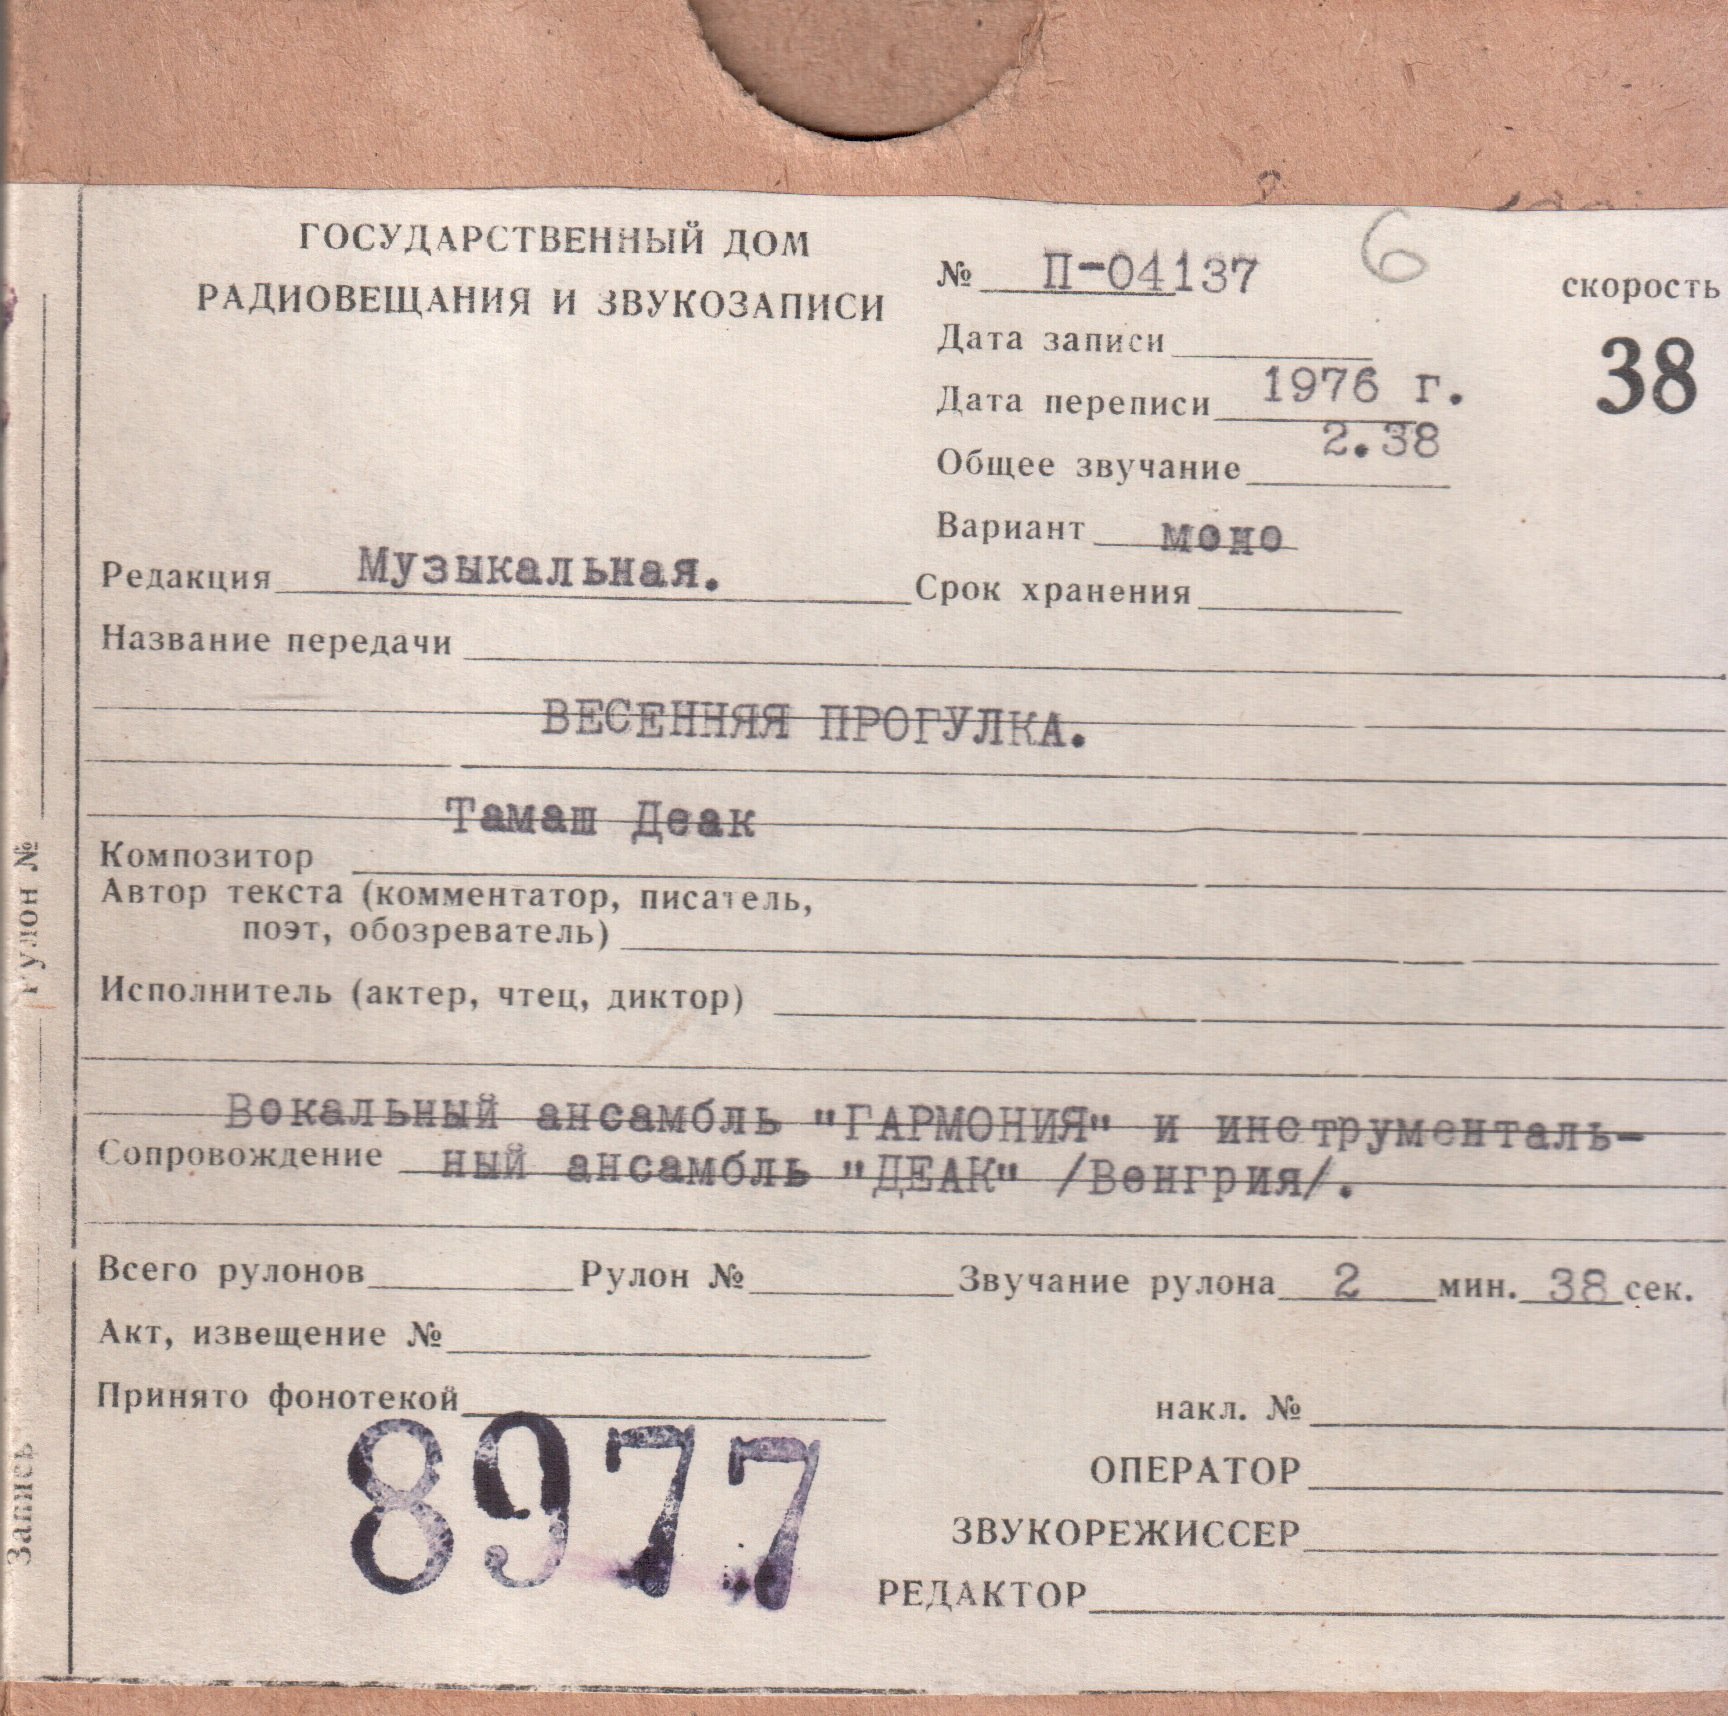 ГОСУДАРСТВЕННЫЙ ДОМ
РАДИОВЕЩАНИЯ И ЗВУКОЗАПИСИ
№ П-04137
6
скорость
38
Дата записи
Дата переписи 1976 г.
Общее звучание 2.38
Вариант моно
Редакция Музыкальная.
Срок хранения
Название передачи
ВЕСЕННЯЯ ПРОГУЛКА.
Тамаш Деак
Композитор
Автор текста (комментатор, писатель,
поэт, обозреватель)
Исполнитель (актер, чтец, диктор)
Вокальный ансамбль "ГАРМОНИЯ" и инструменталь-
Сопровождение ный ансамбль "ДЕАК" /Венгрия/.
Всего рулонов Рулон № Звучание рулона 2 мин. 38 сек.
Акт, извещение №
Принято фонотекой
накл. №
8977
ОПЕРАТОР
ЗВУКОРЕЖИССЕР
РЕДАКТОР
Рулон №
Запись